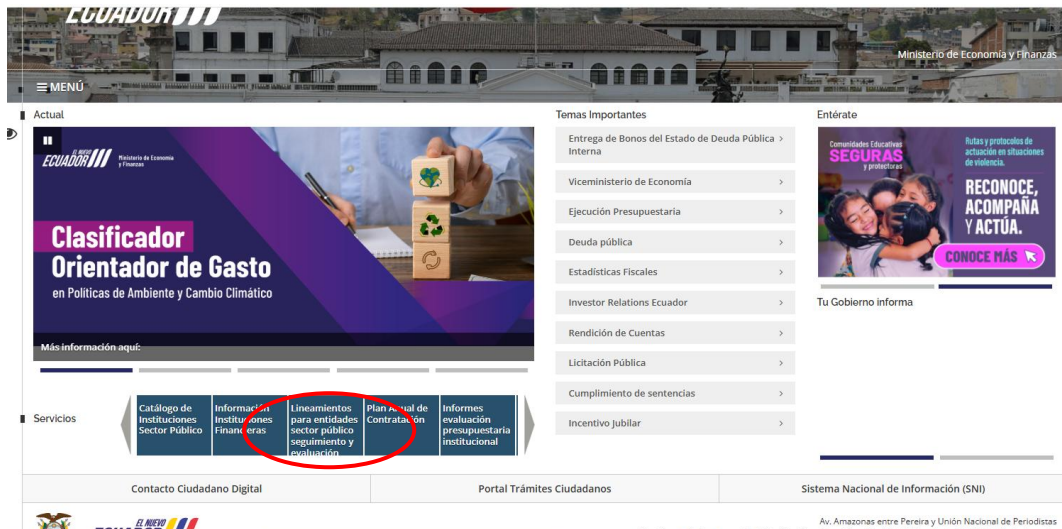 ECUADOR
Ministerio de Economía y Finanzas
MENÚ
Actual
EL NUEVO
ECUADOR
Ministerio de Economía
y Finanzas
Clasificador
Orientador de Gasto
en Políticas de Ambiente y Cambio Climático
Más información aquí:
Temas Importantes
Entrega de Bonos del Estado de Deuda Pública
Interna
Viceministerio de Economía
Ejecución Presupuestaria
Deuda pública
Estadísticas Fiscales
Investor Relations Ecuador
Rendición de Cuentas
Licitación Pública
Cumplimiento de sentencias
Incentivo Jubilar
Entérate
Comunidades Educativas
SEGURAS
y protectoras
Rutas y protocolos de
actuación en situaciones
de violencia.
RECONOCE,
ACOMPAÑA
Y ACTÚA.
CONOCE MÁS
Tu Gobierno informa
Servicios
Catálogo de
Instituciones
Sector Público
Información
Instituciones
Financieras
Lineamientos
para entidades
sector público
seguimiento y
evaluación
Plan Anual de
Contratación
Informes
evaluación
presupuestaria
institucional
Contacto Ciudadano Digital
Portal Trámites Ciudadanos
Sistema Nacional de Información (SNI)
EL NUEVO
ECUADOR
Av. Amazonas entre Pereira y Unión Nacional de Periodistas